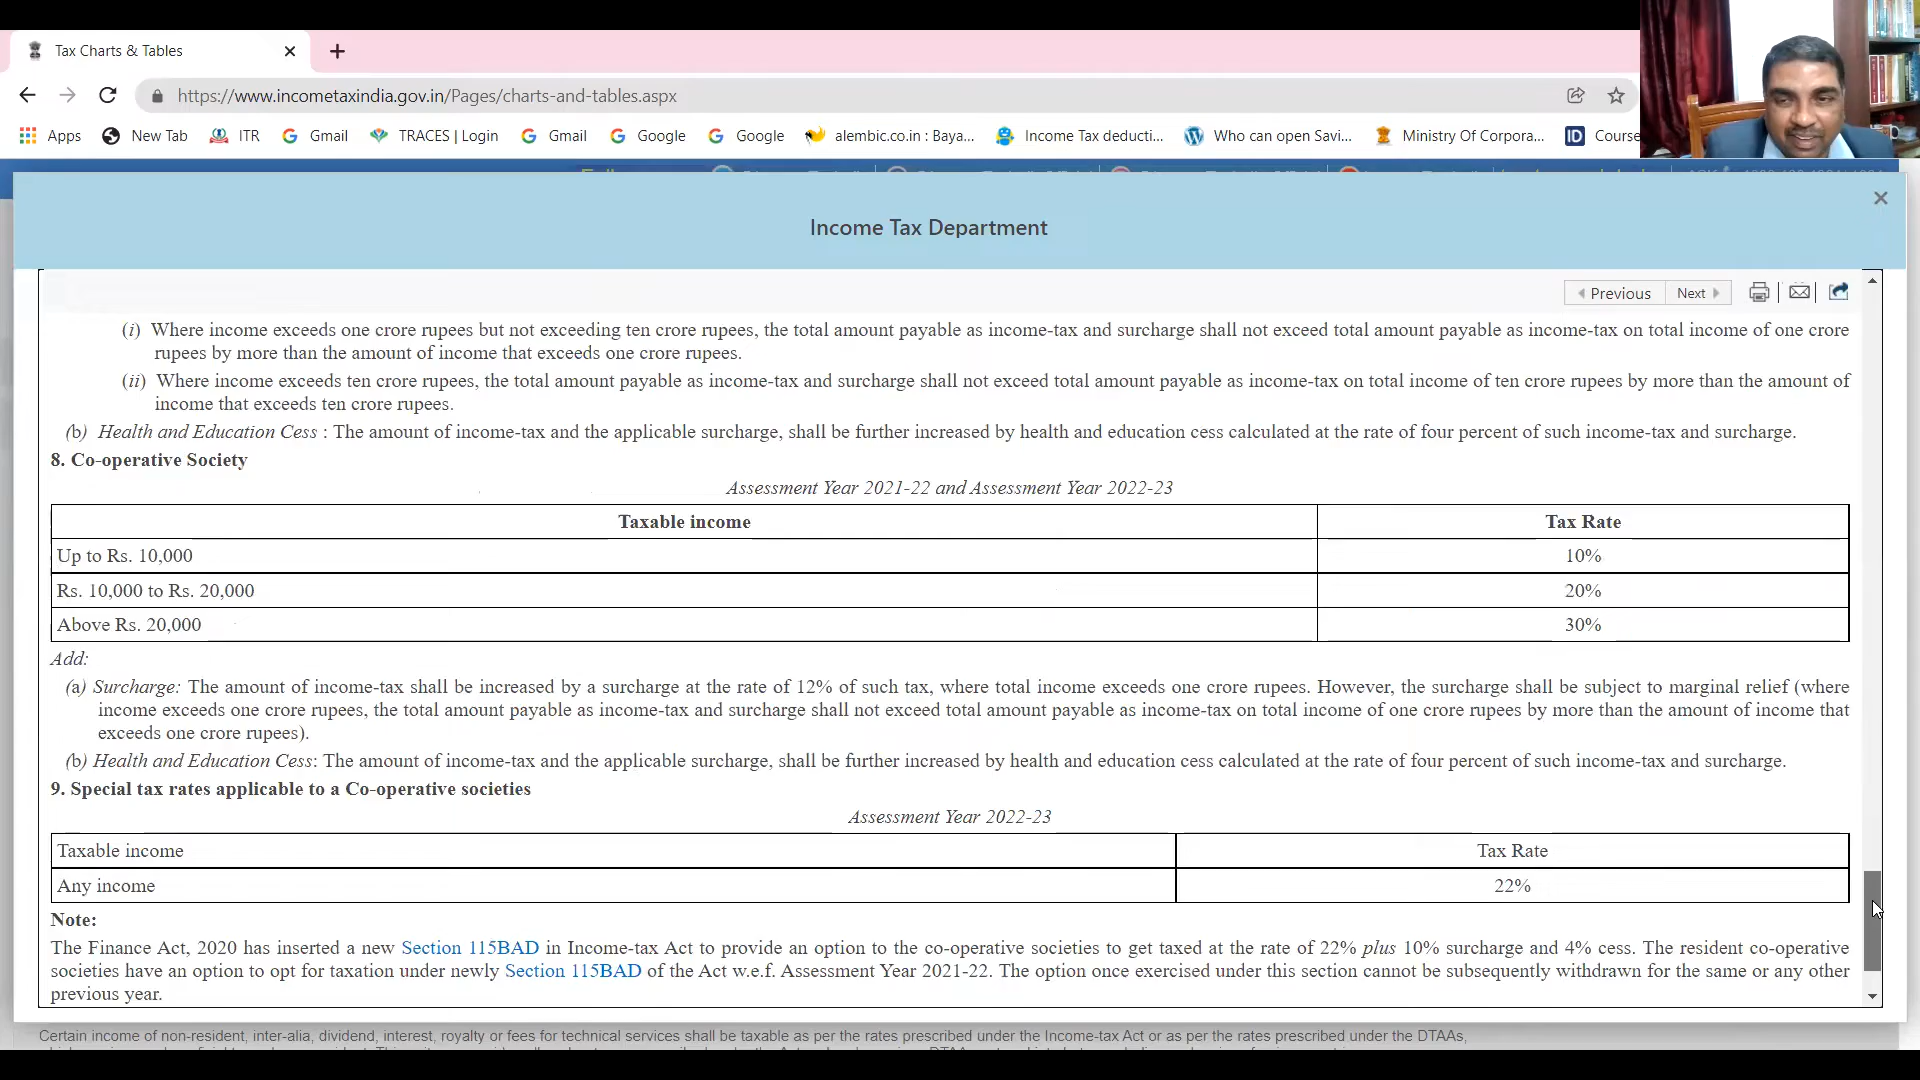 Tax Charts & Tables
https://www.incometaxindia.gov.in/Pages/charts-and-tables.aspx
Apps New Tab ITR Gmail TRACES | Login Gmail Google Google alembic.co.in : Baya... Income Tax deducti... Who can open Savi... Ministry Of Corpora... ID Course
Income Tax Department
Previous Next
(i) Where income exceeds one crore rupees but not exceeding ten crore rupees, the total amount payable as income-tax and surcharge shall not exceed total amount payable as income-tax on total income of one crore
rupees by more than the amount of income that exceeds one crore rupees.
(ii) Where income exceeds ten crore rupees, the total amount payable as income-tax and surcharge shall not exceed total amount payable as income-tax on total income of ten crore rupees by more than the amount of
income that exceeds ten crore rupees.
(b) Health and Education Cess : The amount of income-tax and the applicable surcharge, shall be further increased by health and education cess calculated at the rate of four percent of such income-tax and surcharge.
8. Co-operative Society
Assessment Year 2021-22 and Assessment Year 2022-23
Taxable income Tax Rate
Up to Rs. 10,000 10%
Rs. 10,000 to Rs. 20,000 20%
Above Rs. 20,000 30%
Add:
(a) Surcharge: The amount of income-tax shall be increased by a surcharge at the rate of 12% of such tax, where total income exceeds one crore rupees. However, the surcharge shall be subject to marginal relief (where
income exceeds one crore rupees, the total amount payable as income-tax and surcharge shall not exceed total amount payable as income-tax on total income of one crore rupees by more than the amount of income that
exceeds one crore rupees).
(b) Health and Education Cess: The amount of income-tax and the applicable surcharge, shall be further increased by health and education cess calculated at the rate of four percent of such income-tax and surcharge.
9. Special tax rates applicable to a Co-operative societies
Assessment Year 2022-23
Taxable income Tax Rate
Any income 22%
Note:
The Finance Act, 2020 has inserted a new Section 115BAD in Income-tax Act to provide an option to the co-operative societies to get taxed at the rate of 22% plus 10% surcharge and 4% cess. The resident co-operative
societies have an option to opt for taxation under newly Section 115BAD of the Act w.e.f. Assessment Year 2021-22. The option once exercised under this section cannot be subsequently withdrawn for the same or any other
previous year.
Certain income of non-resident, inter-alia, dividend, interest, royalty or fees for technical services shall be taxable as per the rates prescribed under the Income-tax Act or as per the rates prescribed under the DTAAs,